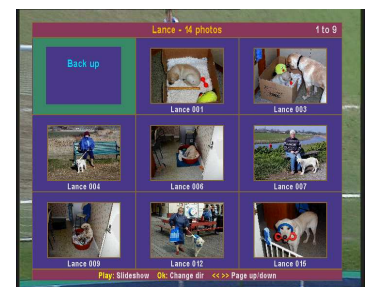 Lance - 14 photos 1 to 9
Back up
Lance 001
Lance 003
Lance 004
Lance 006
Lance 007
Lance 009
Lance 012
Lance 016
Play: Slideshow Ok: Change dir <<>> Page up/down